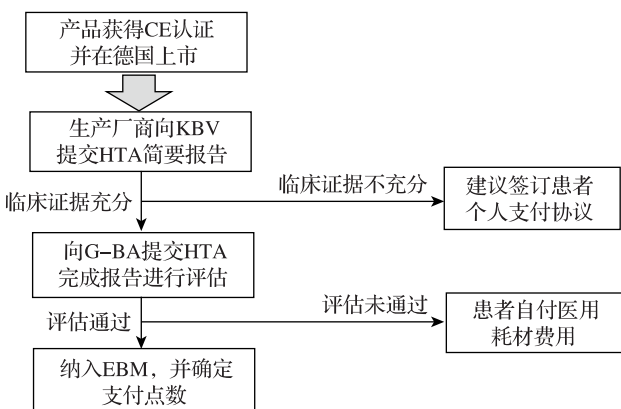 产品获得CE认证
并在德国上市
生产厂商向KBV
提交HTA简要报告
临床证据不充分
建议签订患者
个人支付协议
临床证据充分
向G-BA提交HTA
完成报告进行评估
评估未通过
患者自付医用
耗材费用
评估通过
纳入EBM，并确定
支付点数